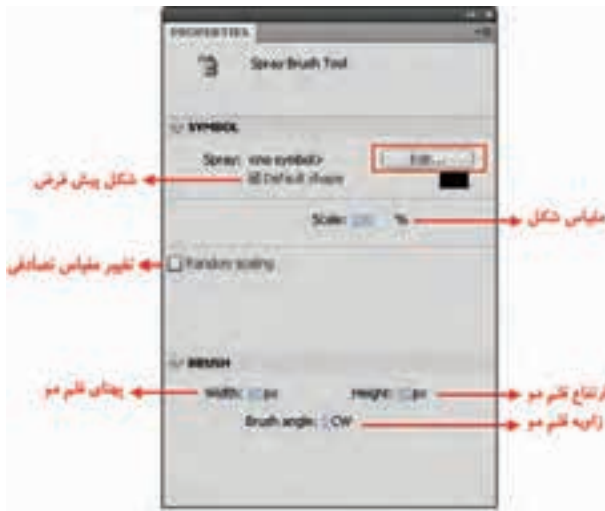 PROPERTIES
Spray Brush Tool
SYMBOL
Spray: <no symbol>
Edit...
Default shape
شکل پیش فرض
Scale: 100 %
مقیاس شکل
Random scaling
تغییر مقیاس تصادفی
BRUSH
Width: px
پهنای قلم مو
Height: px
ارتفاع قلم مو
Brush angle: CW
زاویه قلم مو